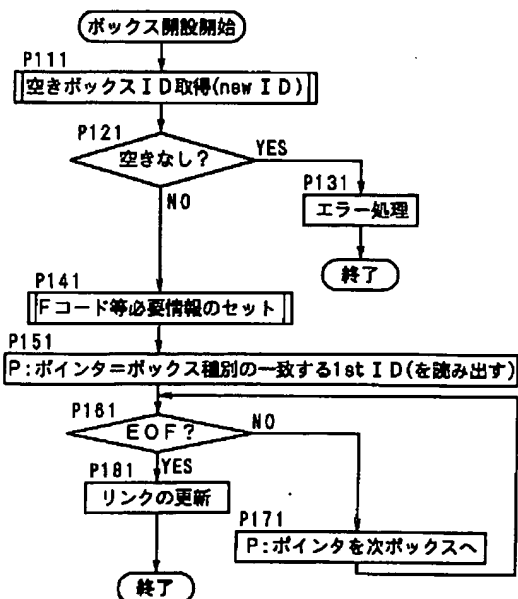 ボックス開設開始
P111
空きボックスID取得(new ID)
P121
空きなし?
YES
NO
P131
エラー処理
終了
P141
Fコード等必要情報のセット
P151
P:ポインタ=ボックス種別の一致する1st ID(を読み出す)
P161
EOF?
NO
YES
P181
リンクの更新
P171
P:ポインタを次ボックスへ
終了